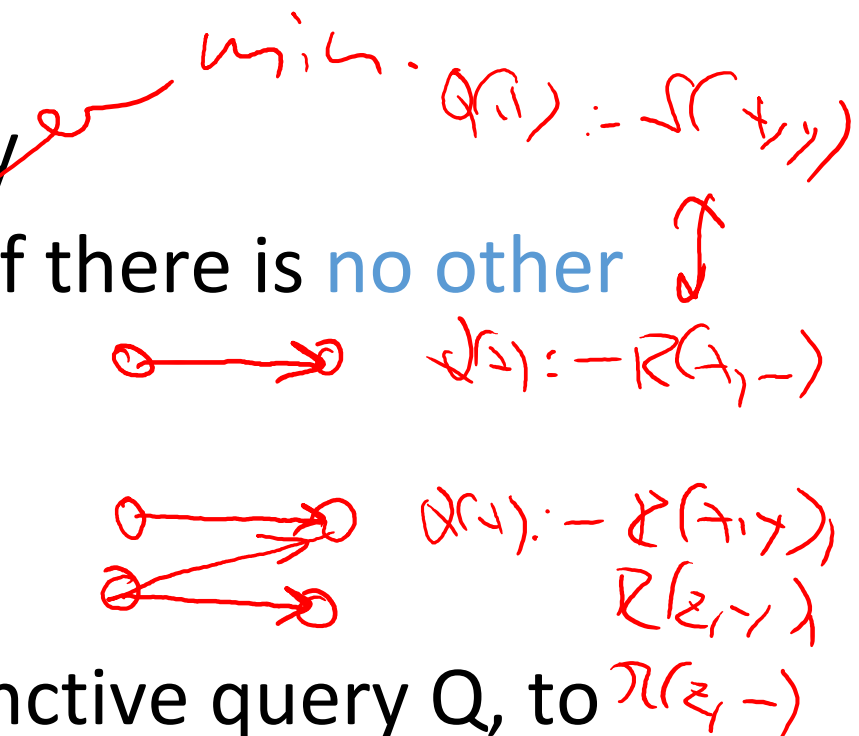 min. Q(x) :- S(x,y)
y
f there is no other
Q(x) :- R(x,_)
Q(x) :- R(x,y),
nctive query Q, to R(z,_)